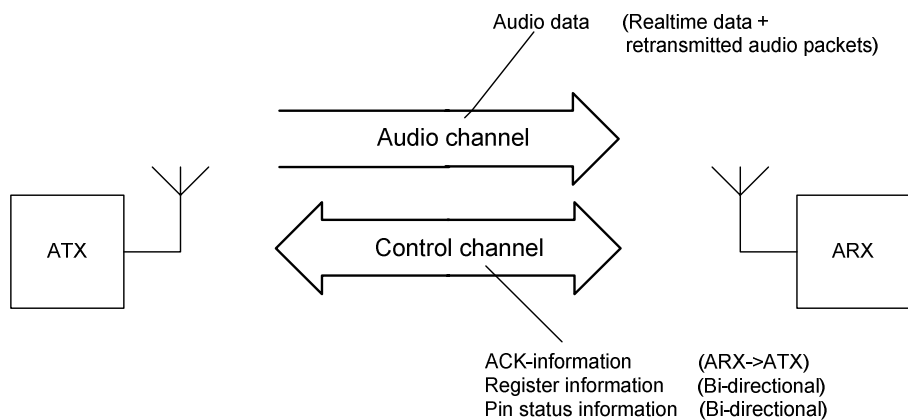 Audio data (Realtime data +
retransmitted audio packets)
Audio channel
ATX
Control channel
ARX
ACK-information (ARX->ATX)
Register information (Bi-directional)
Pin status information (Bi-directional)